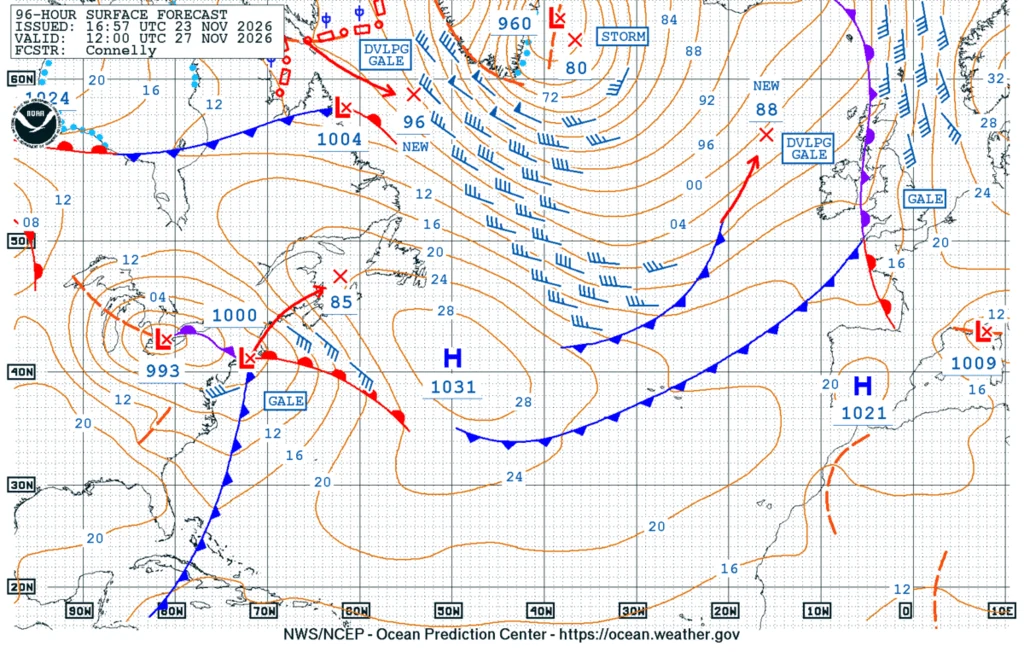 96-HOUR SURFACE FORECAST
ISSUED: 16:57 UTC 23 NOV 2026
VALID: 12:50 UTC 27 NOV 2026
FCSTR: Connelly
960
84
STORM
DVLPG
GALE
88
60N
20
16
12
80
72
NEW
32
1024
NOAA
96
92
88
28
1004
NEW
96
DVLPG
GALE
12
12
00
24
GALE
08
16
04
50N
20
20
12
24
16
04
85
1000
28
12
H
993
1031
1009
40N
20
H
16
12
GALE
28
1021
20
12
16
24
30N
20
20
20
16
12
20N
90W
80W
70W
60W
50W
40W
30W
20W
10W
0
10E
L
L
L
L
L
NWS/NCEP - Ocean Prediction Center - https://ocean.weather.gov